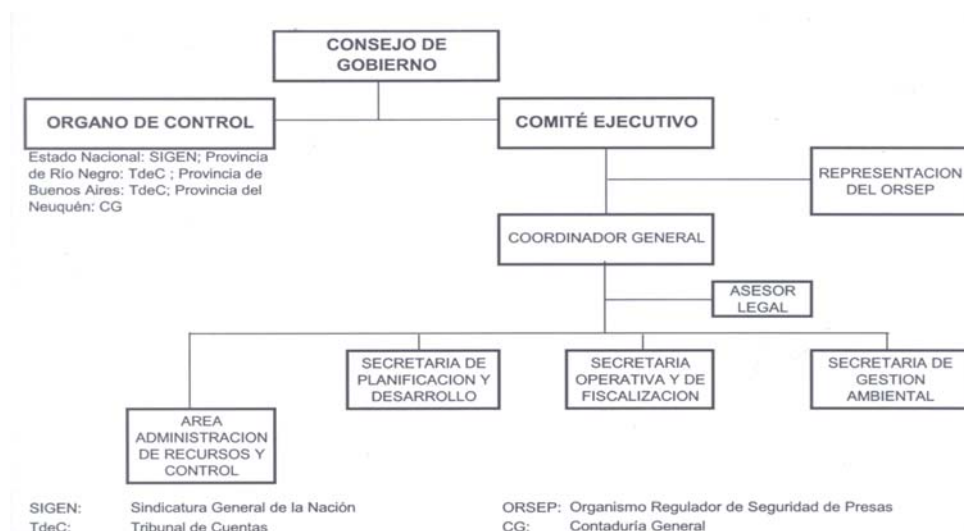 CONSEJO DE
GOBIERNO
ORGANO DE CONTROL
COMITÉ EJECUTIVO
Estado Nacional: SIGEN; Provincia
de Río Negro: TdeC ; Provincia de
Buenos Aires: TdeC; Provincia del
Neuquén: CG
REPRESENTACION
DEL ORSEP
COORDINADOR GENERAL
ASESOR
LEGAL
SECRETARIA DE
PLANIFICACION Y
DESARROLLO
SECRETARIA
OPERATIVA Y DE
FISCALIZACION
SECRETARIA DE
GESTION
AMBIENTAL
AREA
ADMINISTRACION
DE RECURSOS Y
CONTROL
SIGEN: Sindicatura General de la Nación
TdeC: Tribunal de Cuentas
ORSEP: Organismo Regulador de Seguridad de Presas
CG: Contaduría General